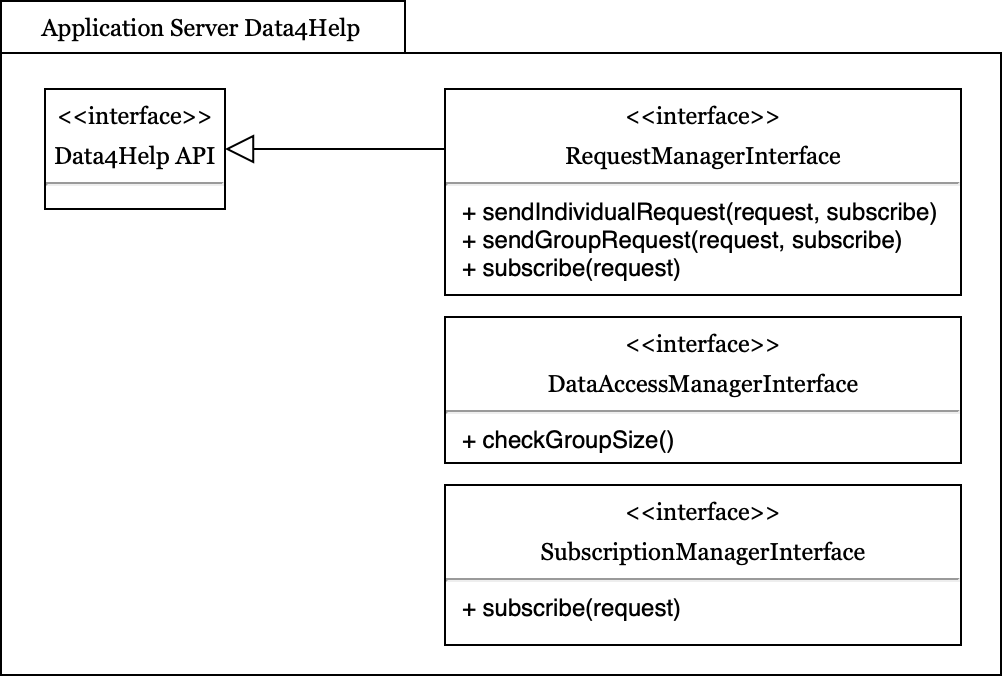 Application Server Data4Help
<<interface>>
Data4Help API
<<interface>>
RequestManagerInterface
+ sendIndividualRequest(request, subscribe)
+ sendGroupRequest(request, subscribe)
+ subscribe(request)
<<interface>>
DataAccessManagerInterface
+ checkGroupSize()
<<interface>>
SubscriptionManagerInterface
+ subscribe(request)